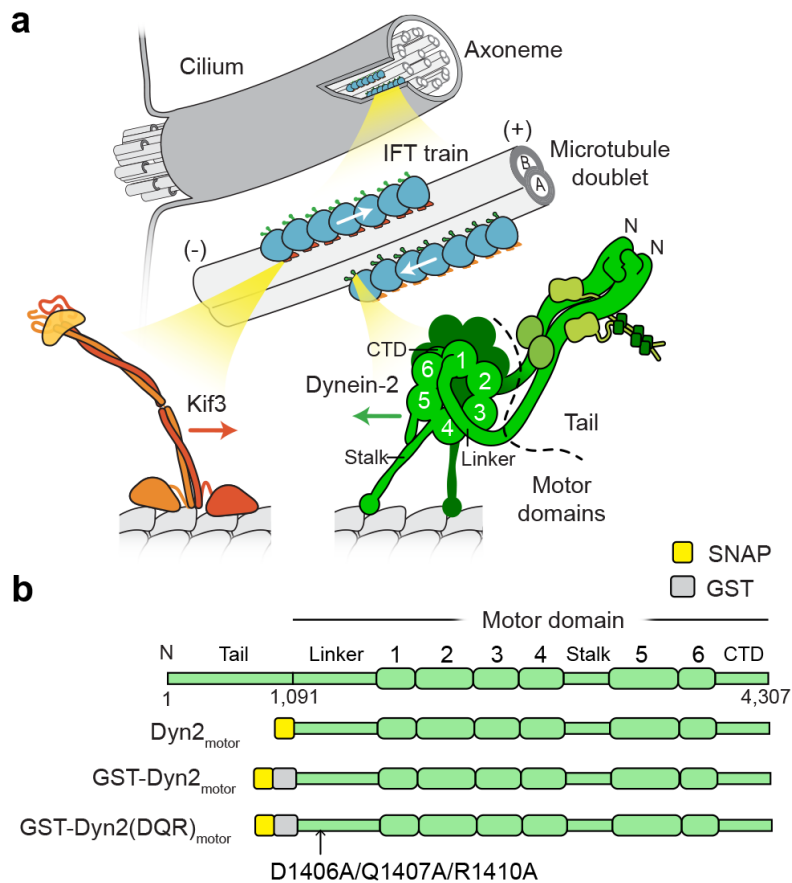 a
Cilium
Axoneme
(+)
IFT train
Microtubule
doublet
B
A
(-)
N
N
CTD
1
6
2
Dynein-2
5
3
4
Kif3
Tail
Stalk
Linker
Motor
domains
SNAP
GST
b
Motor domain
N
Tail Linker 1 2 3 4 Stalk 5 6 CTD
1 1,091 4,307
Dyn2motor
GST-Dyn2motor
GST-Dyn2(DQR)motor
D1406A/Q1407A/R1410A